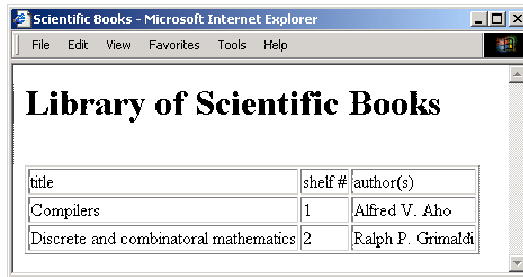 Scientific Books - Microsoft Internet Explorer
File Edit View Favorites Tools Help
Library of Scientific Books
title shelf # author(s)
Compilers 1 Alfred V. Aho
Discrete and combinatoral mathematics 2 Ralph P. Grimaldi